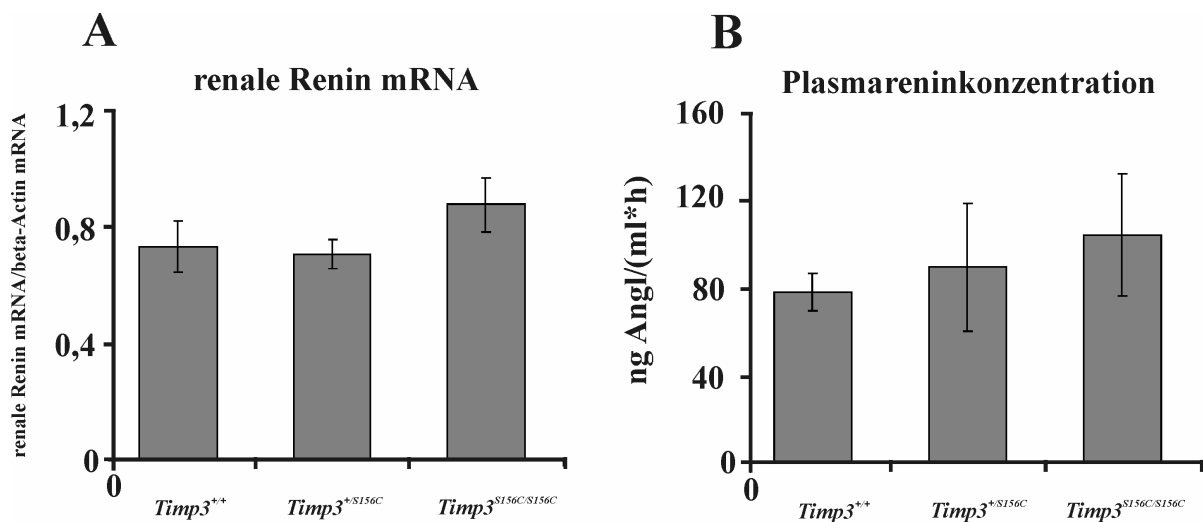 A
renale Renin mRNA
renale Renin mRNA/beta-Actin mRNA
1,2
0,8
0,4
0
0
Timp3+/+
Timp3+/S156C
Timp3S156C/S156C
B
Plasmareninkonzentration
ng AngI/(ml*h)
160
120
80
40
0
0
Timp3+/+
Timp3+/S156C
Timp3S156C/S156C